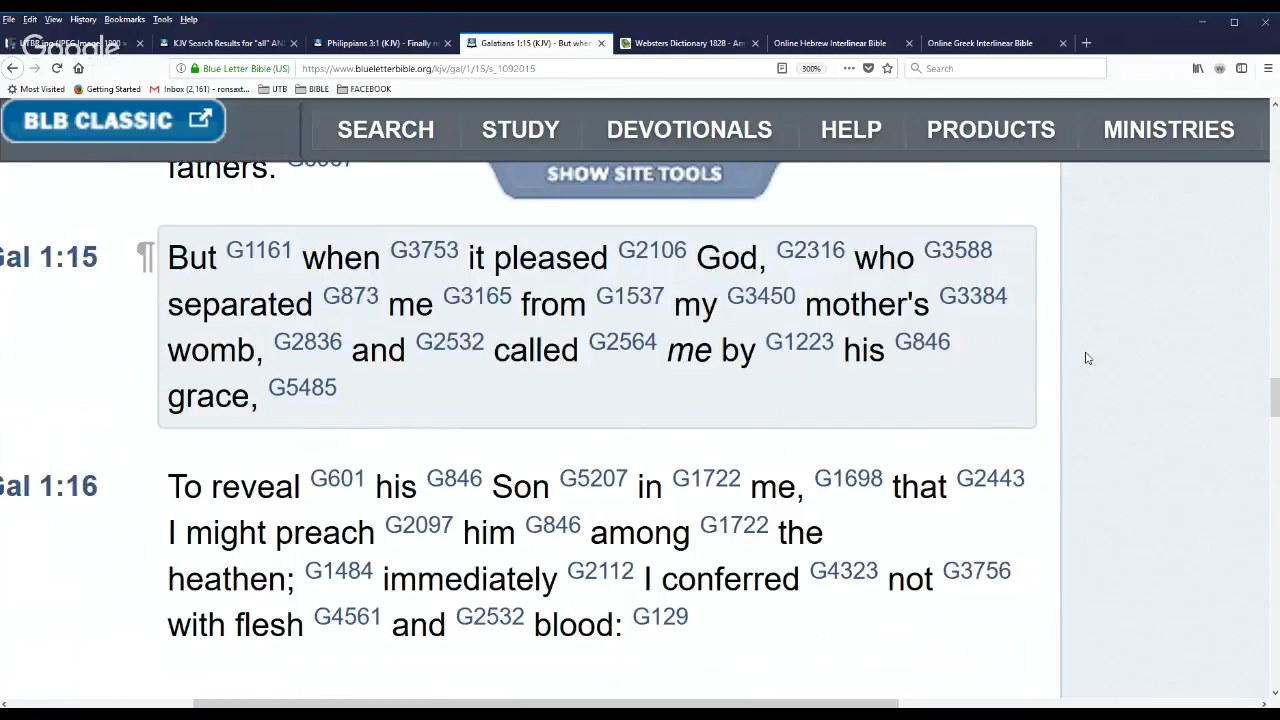 File Edit View History Bookmarks Tools Help
Google
KJV Search Results for "all" AN
Philippians 3:1 (KJV) - Finally m
Galatians 1:15 (KJV) - But when
Websters Dictionary 1828 - Am
Online Hebrew Interlinear Bible
Online Greek Interlinear Bible
Blue Letter Bible (US) https://www.blueletterbible.org/kjv/gal/1/15/s_1092015 300% Search
Most Visited Getting Started Inbox (2,161) - ronsaxt... UTB BIBLE FACEBOOK
BLB CLASSIC SEARCH STUDY DEVOTIONALS HELP PRODUCTS MINISTRIES
fathers.
SHOW SITE TOOLS
Gal 1:15 ¶ But G1161 when G3753 it pleased G2106 God, G2316 who G3588
separated G873 me G3165 from G1537 my G3450 mother's G3384
womb, G2836 and G2532 called G2564 me by G1223 his G846
grace, G5485
Gal 1:16 To reveal G601 his G846 Son G5207 in G1722 me, G1698 that G2443
I might preach G2097 him G846 among G1722 the
heathen; G1484 immediately G2112 I conferred G4323 not G3756
with flesh G4561 and G2532 blood: G129